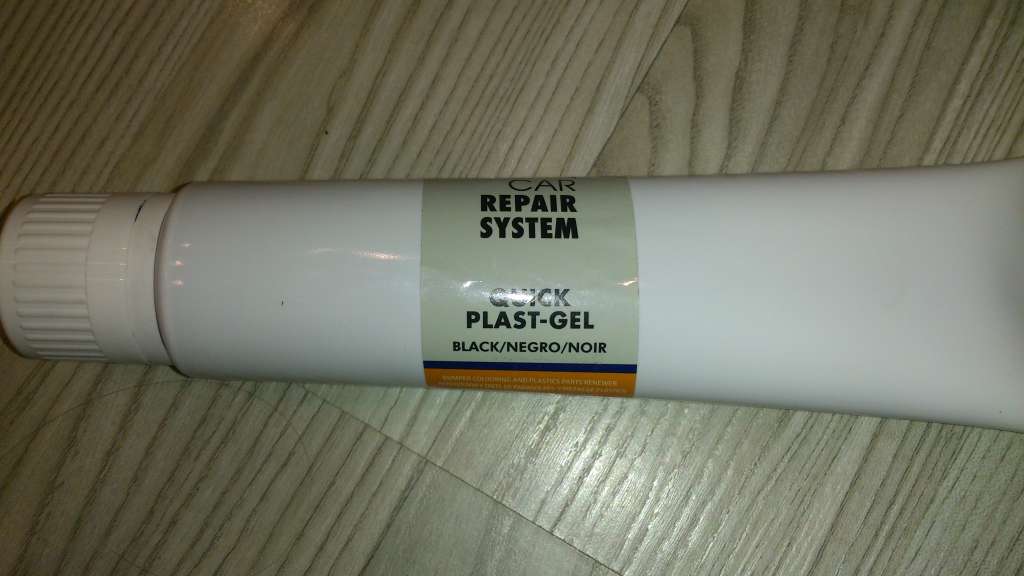 CAR
REPAIR
SYSTEM
QUICK
PLAST-GEL
BLACK/NEGRO/NOIR
BUMPER COLOURING AND PLASTICS PARTS RENEWER